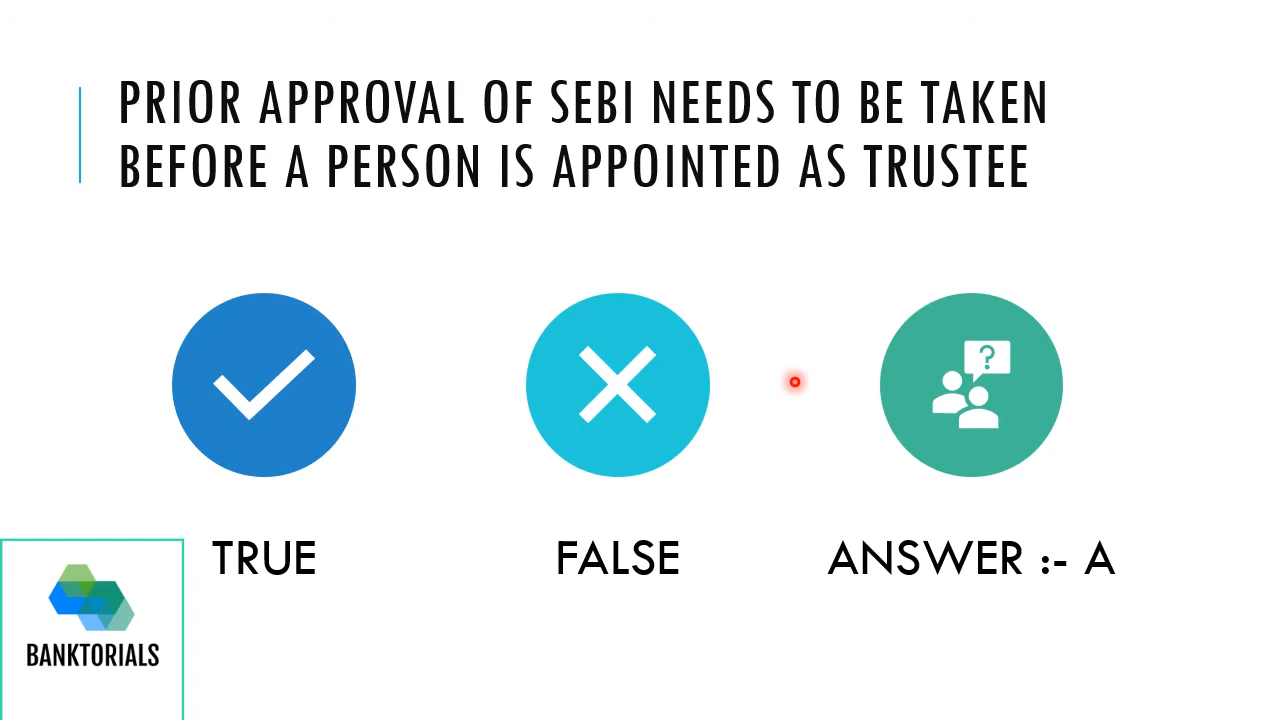 PRIOR APPROVAL OF SEBI NEEDS TO BE TAKEN
BEFORE A PERSON IS APPOINTED AS TRUSTEE
?
TRUE
FALSE
ANSWER :- A
BANKTORIALS